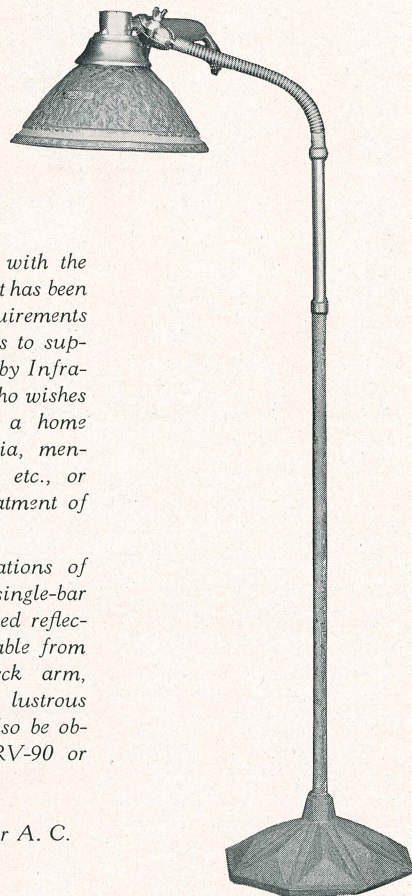 with the
t has been
uirements
s to sup-
by Infra-
ho wishes
a home
ia, men-
etc., or
atment of
ations of
single-bar
ed reflec-
able from
ck arm,
lustrous
so be ob-
RV-90 or
r A. C.